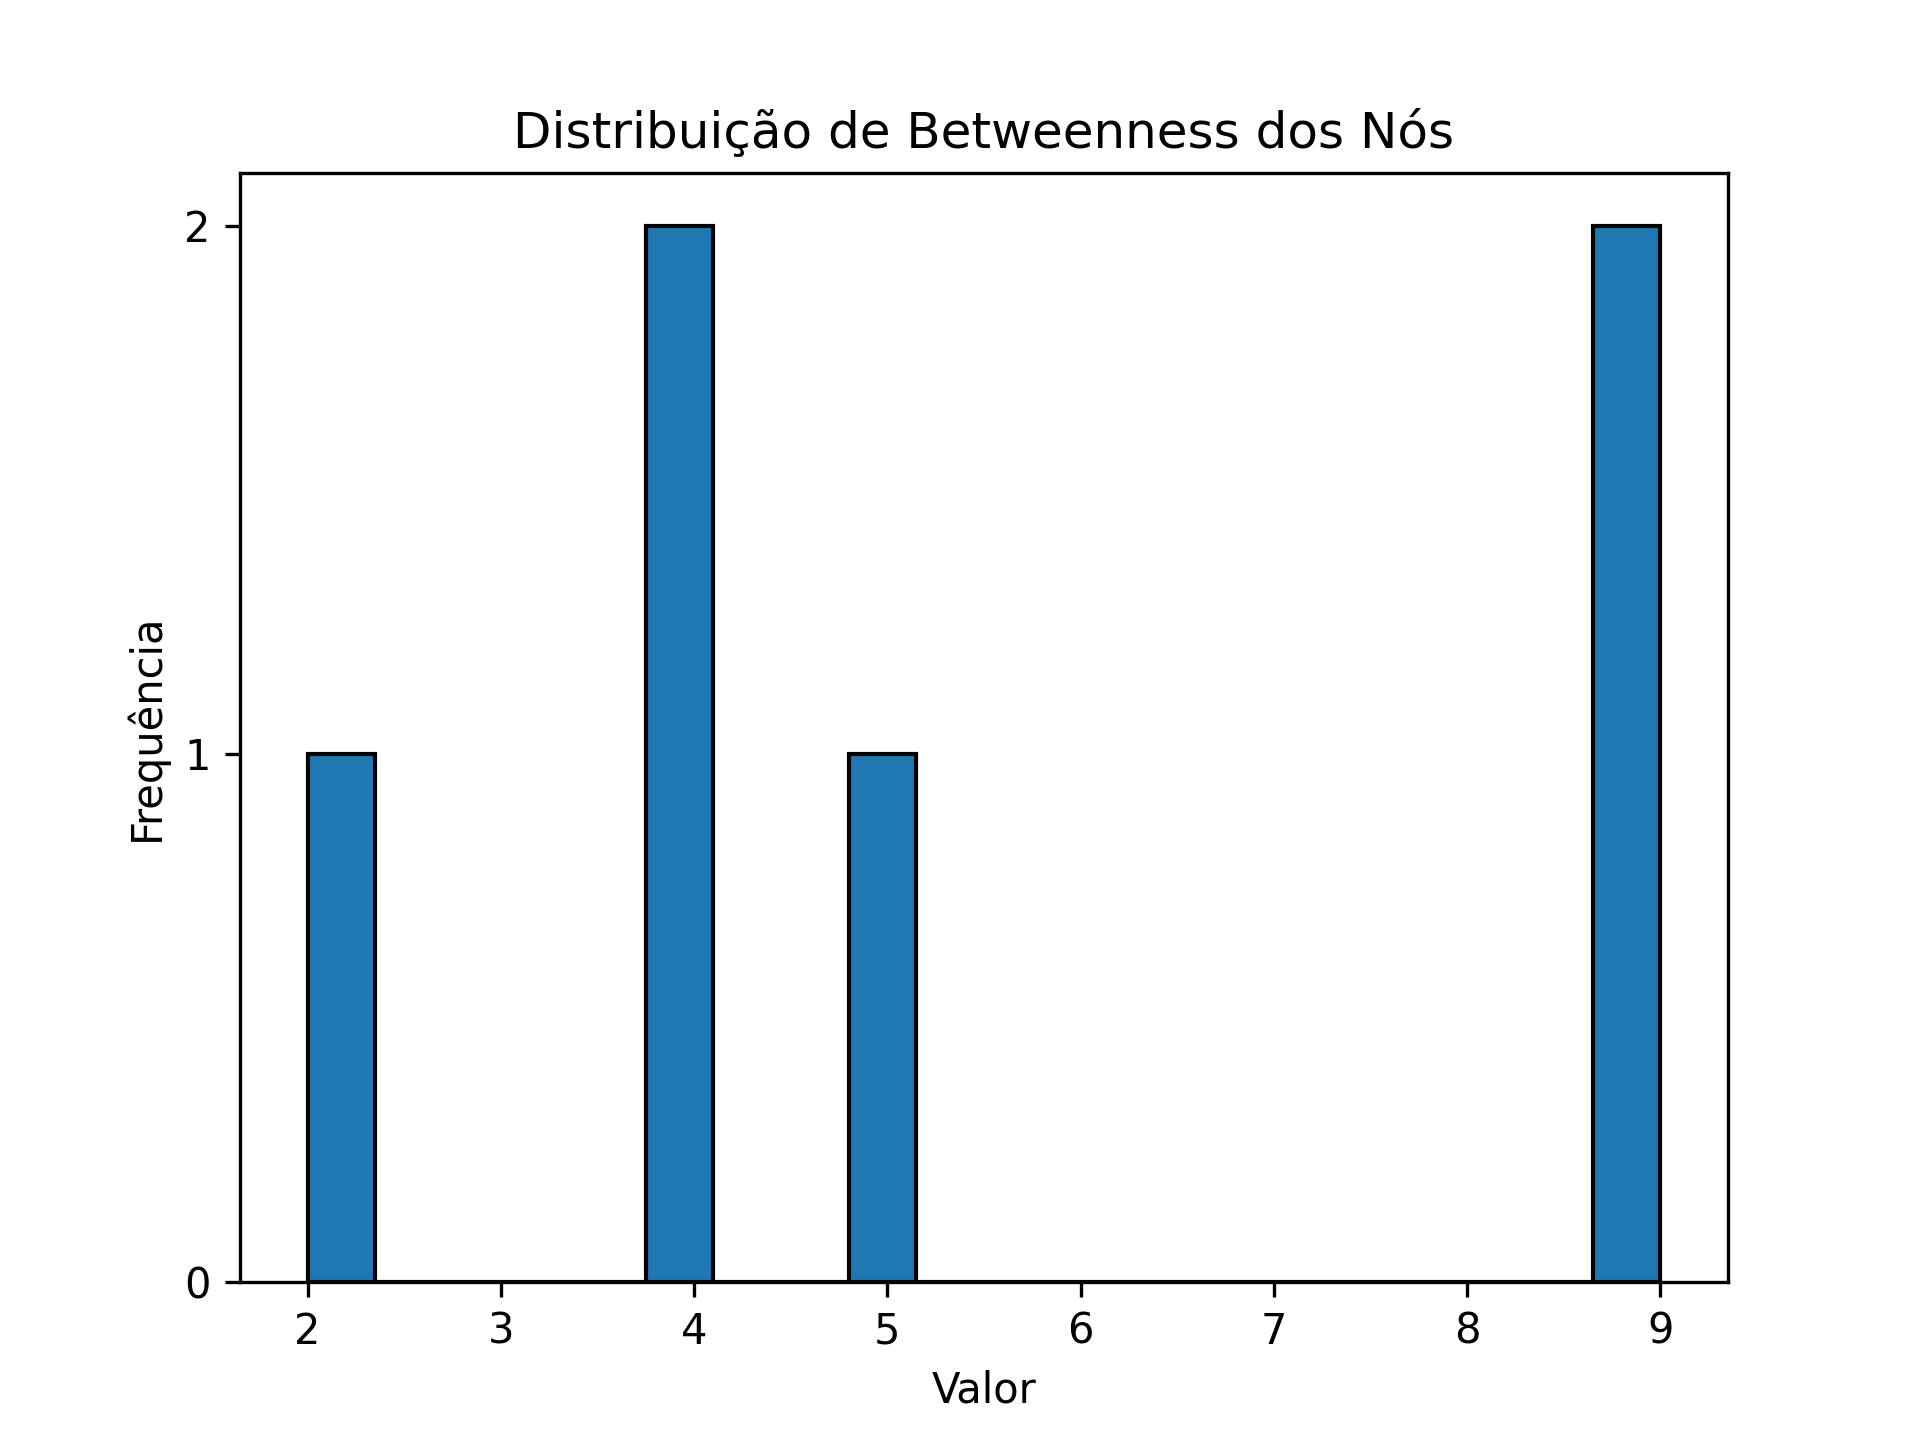 Distribuição de Betweenness dos Nós
2
1
0
Frequência
2 3 4 5 6 7 8 9
Valor